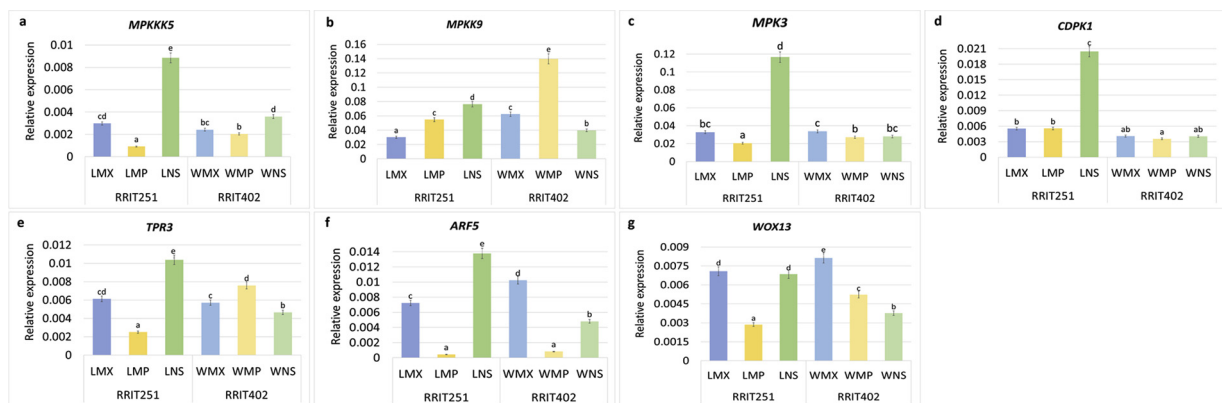 a MPKKK5
Relative expression
0.01
0.008
0.006
0.004
0.002
0
cd a e bc b d
LMX LMP LNS WMX WMP WNS
RRIT251 RRIT402
b MPKK9
Relative expression
0.16
0.14
0.12
0.10
0.08
0.06
0.04
0.02
0
a c d c e b
LMX LMP LNS WMX WMP WNS
RRIT251 RRIT402
c MPK3
Relative expression
0.12
0.1
0.08
0.06
0.04
0.02
0
bc a d c b bc
LMX LMP LNS WMX WMP WNS
RRIT251 RRIT402
d CDPK1
Relative expression
0.021
0.018
0.015
0.012
0.009
0.006
0.003
0
b b c ab a ab
LMX LMP LNS WMX WMP WNS
RRIT251 RRIT402
e TPR3
Relative expression
0.012
0.01
0.008
0.006
0.004
0.002
0
cd a e c d b
LMX LMP LNS WMX WMP WNS
RRIT251 RRIT402
f ARF5
Relative expression
0.014
0.012
0.01
0.008
0.006
0.004
0.002
0
c a e d a b
LMX LMP LNS WMX WMP WNS
RRIT251 RRIT402
g WOX13
Relative expression
0.009
0.0075
0.006
0.0045
0.003
0.0015
0
d a d e c b
LMX LMP LNS WMX WMP WNS
RRIT251 RRIT402